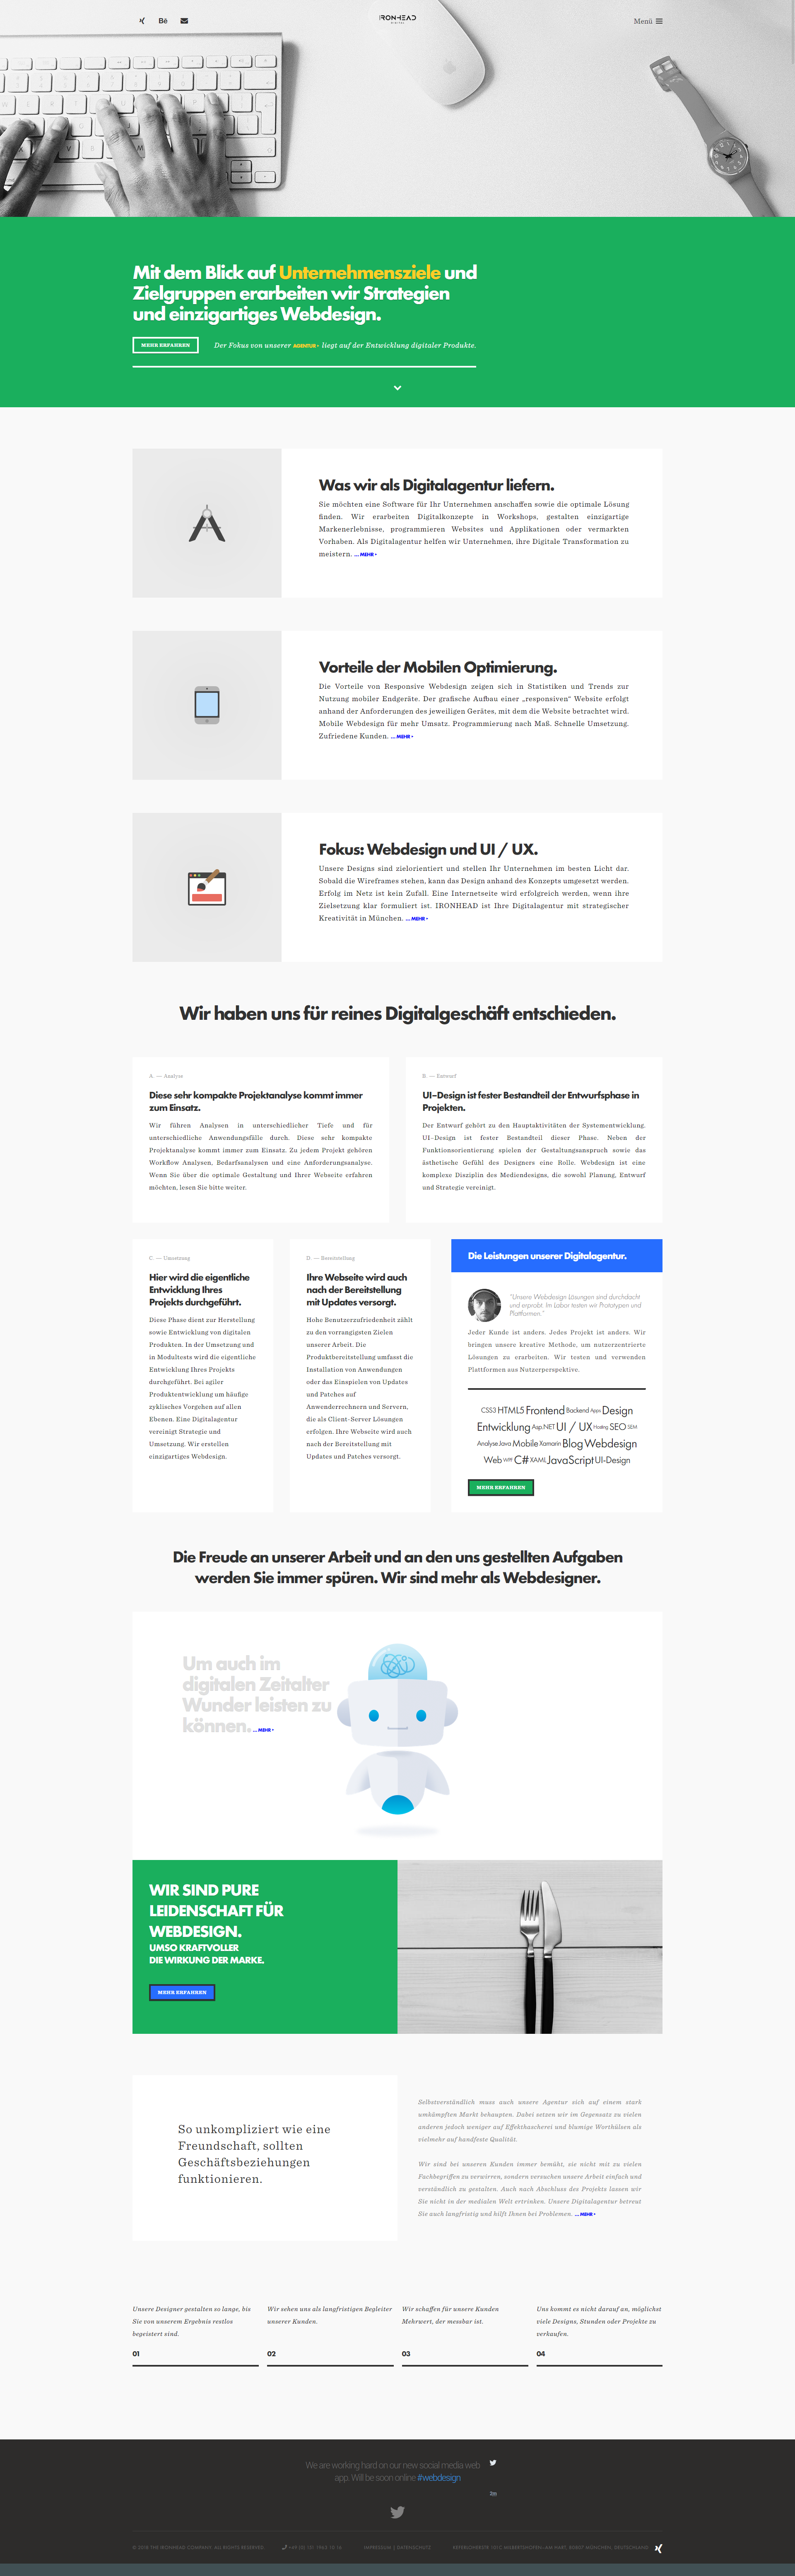 Bē
IRONHEAD
DIGITAL
Menü
Mit dem Blick auf Unternehmensziele und
Zielgruppen erarbeiten wir Strategien
und einzigartiges Webdesign.
MEHR ERFAHREN
Der Fokus von unserer AGENTUR • liegt auf der Entwicklung digitaler Produkte.
Was wir als Digitalagentur liefern.
Sie möchten eine Software für Ihr Unternehmen anschaffen sowie die optimale Lösung
finden. Wir erarbeiten Digitalkonzepte in Workshops, gestalten einzigartige
Markenerlebnisse, programmieren Websites und Applikationen oder vermarkten
Vorhaben. Als Digitalagentur helfen wir Unternehmen, ihre Digitale Transformation zu
meistern. ... MEHR •
Vorteile der Mobilen Optimierung.
Die Vorteile von Responsive Webdesign zeigen sich in Statistiken und Trends zur
Nutzung mobiler Endgeräte. Der grafische Aufbau einer „responsiven“ Website erfolgt
anhand der Anforderungen des jeweiligen Gerätes, mit dem die Website betrachtet wird.
Mobile Webdesign für mehr Umsatz. Programmierung nach Maß. Schnelle Umsetzung.
Zufriedene Kunden. ... MEHR •
Fokus: Webdesign und UI / UX.
Unsere Designs sind zielorientiert und stellen Ihr Unternehmen im besten Licht dar.
Sobald die Wireframes stehen, kann das Design anhand des Konzepts umgesetzt werden.
Erfolg im Netz ist kein Zufall. Eine Internetseite wird erfolgreich werden, wenn ihre
Zielsetzung klar formuliert ist. IRONHEAD ist Ihre Digitalagentur mit strategischer
Kreativität in München. ... MEHR •
Wir haben uns für reines Digitalgeschäft entschieden.
A. — Analyse
Diese sehr kompakte Projektanalyse kommt immer
zum Einsatz.
Wir führen Analysen in unterschiedlicher Tiefe und für
unterschiedliche Anwendungsfälle durch. Diese sehr kompakte
Projektanalyse kommt immer zum Einsatz. Zu jedem Projekt gehören
Workflow Analysen, Bedarfsanalysen und eine Anforderungsanalyse.
Wenn Sie über die optimale Gestaltung und Ihrer Webseite erfahren
möchten, lesen Sie bitte weiter.
B. — Entwurf
UI-Design ist fester Bestandteil der Entwurfsphase in
Projekten.
Der Entwurf gehört zu den Hauptaktivitäten der Systementwicklung.
UI-Design ist fester Bestandteil dieser Phase. Neben der
Funktionsorientierung spielen der Gestaltungsanspruch sowie das
ästhetische Gefühl des Designers eine Rolle. Webdesign ist eine
komplexe Disziplin des Mediendesigns, die sowohl Planung, Entwurf
und Strategie vereinigt.
C. — Umsetzung
Hier wird die eigentliche
Entwicklung Ihres
Projekts durchgeführt.
Diese Phase dient zur Herstellung
sowie Entwicklung von digitalen
Produkten. In der Umsetzung und
in Modultests wird die eigentliche
Entwicklung Ihres Projekts
durchgeführt. Bei agiler
Produktentwicklung um häufige
zyklisches Vorgehen auf allen
Ebenen. Eine Digitalagentur
vereinigt Strategie und
Umsetzung. Wir erstellen
einzigartiges Webdesign.
D. — Bereitstellung
Ihre Webseite wird auch
nach der Bereitstellung
mit Updates versorgt.
Hohe Benutzerzufriedenheit zählt
zu den vorrangigsten Zielen
unserer Arbeit. Die
Produktbereitstellung umfasst die
Installation von Anwendungen
oder das Einspielen von Updates
und Patches auf
Anwenderrechnern und Servern,
die als Client-Server Lösungen
erfolgen. Ihre Webseite wird auch
nach der Bereitstellung mit
Updates und Patches versorgt.
Die Leistungen unserer Digitalagentur.
"Unsere Webdesign Lösungen sind durchdacht
und erprobt. Im Labor testen wir Prototypen und
Plattformen."
Jeder Kunde ist anders. Jedes Projekt ist anders. Wir
bringen unsere kreative Methode, um nutzerzentrierte
Lösungen zu erarbeiten. Wir testen und verwenden
Plattformen aus Nutzerperspektive.
CSS3 HTML5 Frontend Backend Apps Design
Entwicklung Asp.NET UI / UX Hosting SEO SEM
Analyse Java Mobile Xamarin Blog Webdesign
Web WPF C# XAML JavaScript UI-Design
MEHR ERFAHREN
Die Freude an unserer Arbeit und an den uns gestellten Aufgaben
werden Sie immer spüren. Wir sind mehr als Webdesigner.
Um auch im
digitalen Zeitalter
Wunder leisten zu
können. ... MEHR •
WIR SIND PURE
LEIDENSCHAFT FÜR
WEBDESIGN.
UMSO KRAFTVOLLER
DIE WIRKUNG DER MARKE.
MEHR ERFAHREN
So unkompliziert wie eine
Freundschaft, sollten
Geschäftsbeziehungen
funktionieren.
Selbstverständlich muss auch unsere Agentur sich auf einem stark
umkämpften Markt behaupten. Dabei setzen wir im Gegensatz zu vielen
anderen jedoch weniger auf Effekthascherei und blumige Worthülsen als
vielmehr auf handfeste Qualität.
Wir sind bei unseren Kunden immer bemüht, sie nicht mit zu vielen
Fachbegriffen zu verwirren, sondern versuchen unsere Arbeit einfach und
verständlich zu gestalten. Auch nach Abschluss des Projekts lassen wir
Sie nicht in der medialen Welt ertrinken. Unsere Digitalagentur betreut
Sie auch langfristig und hilft Ihnen bei Problemen. ... MEHR •
Unsere Designer gestalten so lange, bis
Sie von unserem Ergebnis restlos
begeistert sind.
01
Wir sehen uns als langfristigen Begleiter
unserer Kunden.
02
Wir schaffen für unsere Kunden
Mehrwert, der messbar ist.
03
Uns kommt es nicht darauf an, möglichst
viele Designs, Stunden oder Projekte zu
verkaufen.
04
We are working hard on our new social media web
app. Will be soon online #webdesign
IMPRESSUM | DATENSCHUTZ